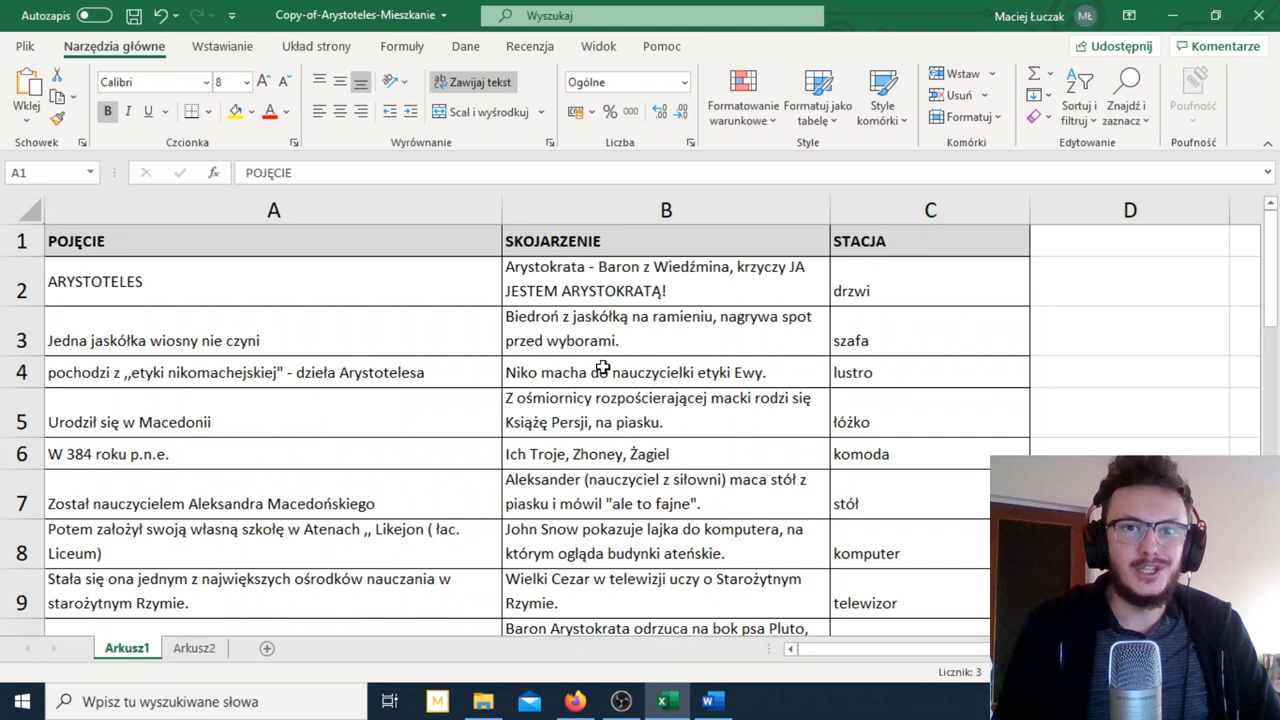 Autozapis
Copy-of-Arystoteles-Mieszkanie
Wyszukaj
Maciej Łuczak
MŁ
Plik
Narzędzia główne
Wstawianie
Układ strony
Formuły
Dane
Recenzja
Widok
Pomoc
Udostępnij
Komentarze
Wklej
Calibri
8
B I U
Zawijaj tekst
Scal i wyśrodkuj
Ogólne
% 000
Formatowanie warunkowe
Formatuj jako tabelę
Style komórki
Wstaw
Usuń
Formatuj
Sortuj i filtruj
Znajdź i zaznacz
Poufność
Schowek
Czcionka
Wyrównanie
Liczba
Style
Komórki
Edytowanie
Poufność
A1
fx
POJĘCIE
A B C D
1 POJĘCIE SKOJARZENIE STACJA
Arystokrata - Baron z Wiedźmina, krzyczy JA
2 ARYSTOTELES JESTEM ARYSTOKRATĄ! drzwi
Biedroń z jaskółką na ramieniu, nagrywa spot
3 Jedna jaskółka wiosny nie czyni przed wyborami. szafa
4 pochodzi z ,,etyki nikomachejskiej" - dzieła Arystotelesa Niko macha do nauczycielki etyki Ewy. lustro
Z ośmiornicy rozpościerającej macki rodzi się
5 Urodził się w Macedonii Książę Persji, na piasku. łóżko
6 W 384 roku p.n.e. Ich Troje, Zhoney, Żagiel komoda
Aleksander (nauczyciel z siłowni) maca stół z
7 Został nauczycielem Aleksandra Macedońskiego piasku i mówił "ale to fajne". stół
Potem założył swoją własną szkołę w Atenach ,, Likejon ( łac. John Snow pokazuje lajka do komputera, na
8 Liceum) którym ogląda budynki ateńskie. komputer
Stała się ona jednym z największych ośrodków nauczania w Wielki Cezar w telewizji uczy o Starożytnym
9 starożytnym Rzymie. Rzymie. telewizor
Baron Arystokrata odrzuca na bok psa Pluto,
Arkusz1
Arkusz2
Licznik: 3
Wpisz tu wyszukiwane słowa